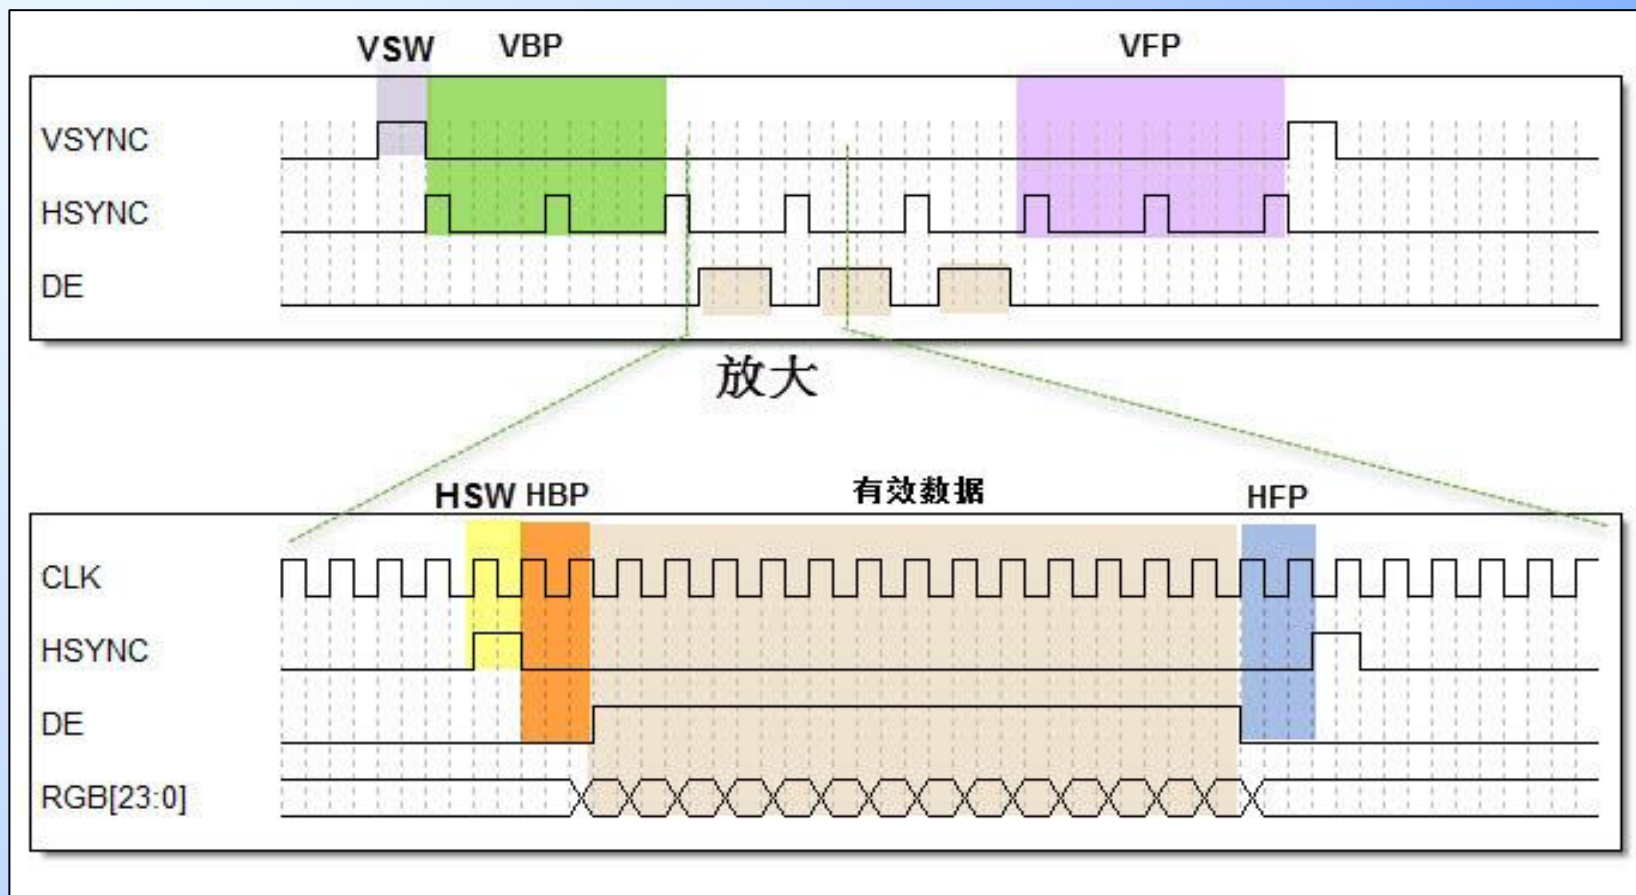 VSW VBP VFP
VSYNC
HSYNC
DE
放大
HSW HBP 有效数据 HFP
CLK
HSYNC
DE
RGB[23:0]